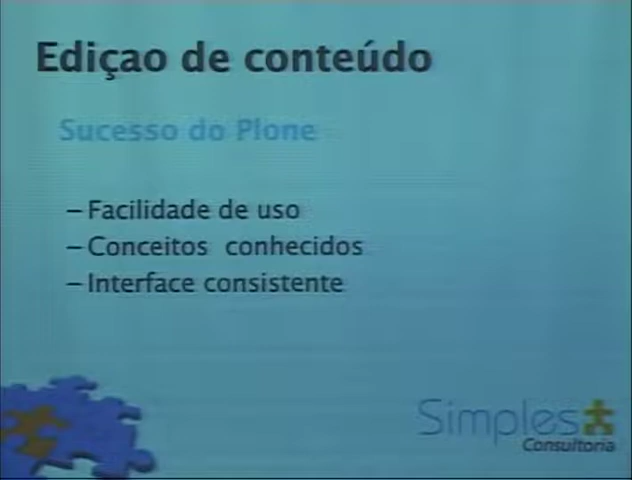 Ediçao de conteúdo
Sucesso do Plone
– Facilidade de uso
– Conceitos conhecidos
– Interface consistente
Simples
Consultoria